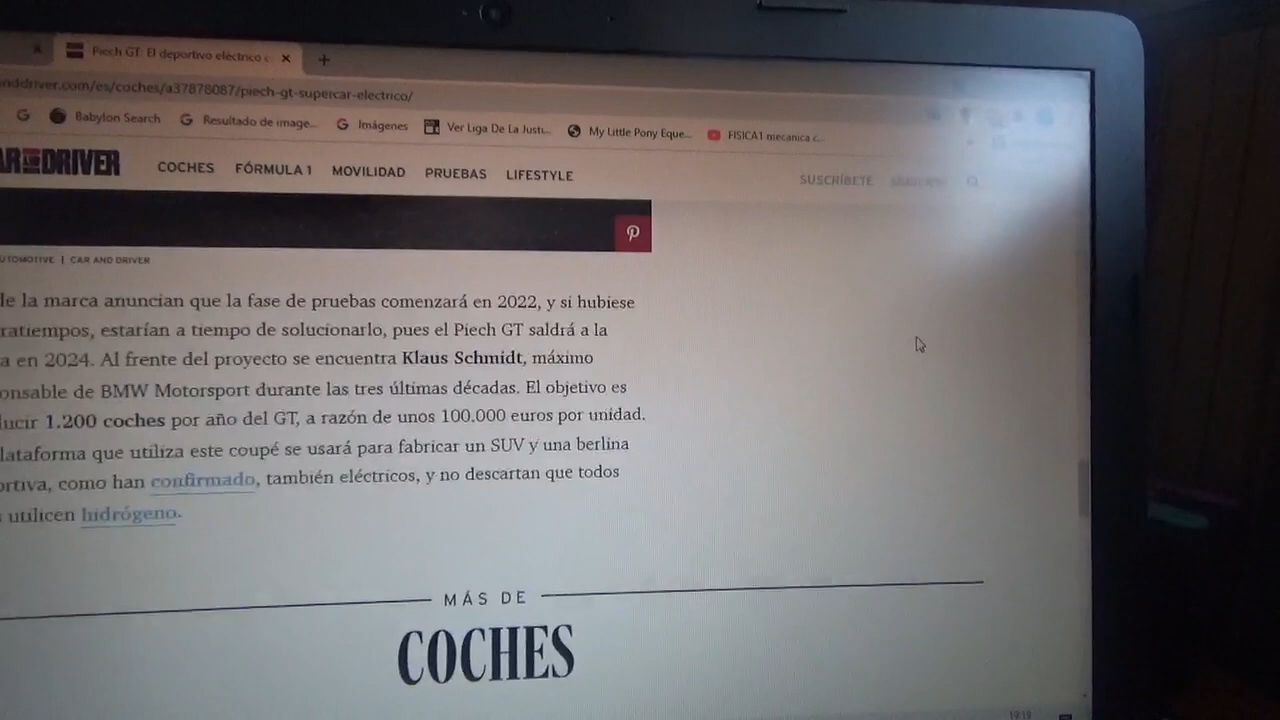 Piech GT: El deportivo eléctrico
nddriver.com/es/coches/a37878087/piech-gt-supercar-electrico/
Babylon Search Resultado de image... Imágenes Ver Liga De La Justi... My Little Pony Eque... FISICA1 mecanica c...
AR AND DRIVER COCHES FÓRMULA 1 MOVILIDAD PRUEBAS LIFESTYLE SUSCRÍBETE
UTOMOTIVE | CAR AND DRIVER
le la marca anuncian que la fase de pruebas comenzará en 2022, y si hubiese
ratiempos, estarían a tiempo de solucionarlo, pues el Piech GT saldrá a la
a en 2024. Al frente del proyecto se encuentra Klaus Schmidt, máximo
onsable de BMW Motorsport durante las tres últimas décadas. El objetivo es
ucir 1.200 coches por año del GT, a razón de unos 100.000 euros por unidad.
lataforma que utiliza este coupé se usará para fabricar un SUV y una berlina
ortiva, como han confirmado, también eléctricos, y no descartan que todos
utilicen hidrógeno.
MÁS DE
COCHES
19:19